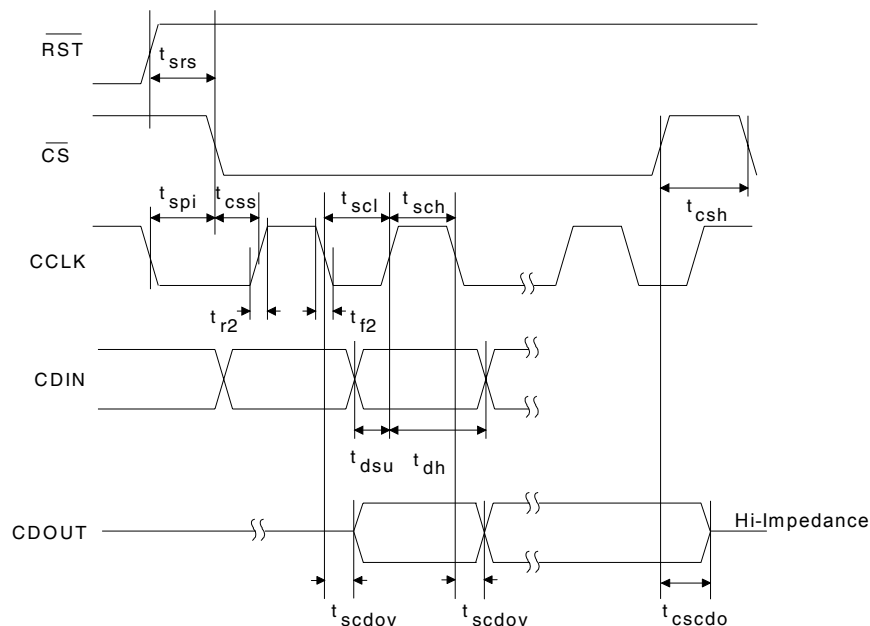 RST
t srs
CS
t spi
t css
t scl
t sch
t csh
CCLK
t r2
t f2
CDIN
t dsu
t dh
CDOUT
Hi-Impedance
t scdov
t scdov
t cscdo